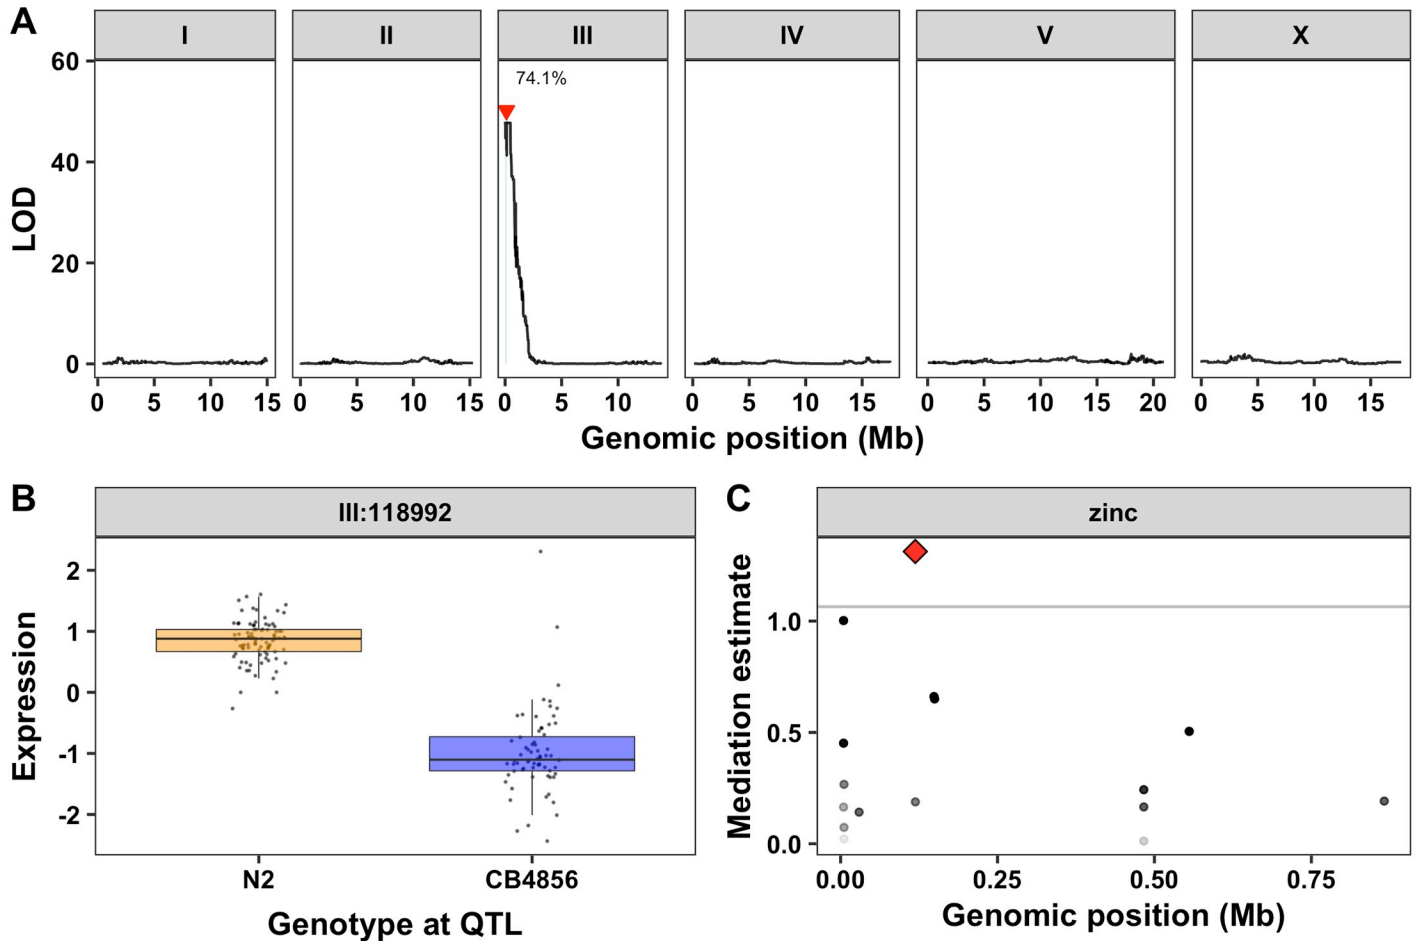 A
I II III IV V X
74.1%
LOD
60
40
20
0
0 5 10 15 0 5 10 15 0 5 10 0 5 10 15 0 5 10 15 20 0 5 10 15
Genomic position (Mb)
B
III:118992
Expression
2
1
0
-1
-2
N2 CB4856
Genotype at QTL
C
zinc
Mediation estimate
1.0
0.5
0.0
0.00 0.25 0.50 0.75
Genomic position (Mb)